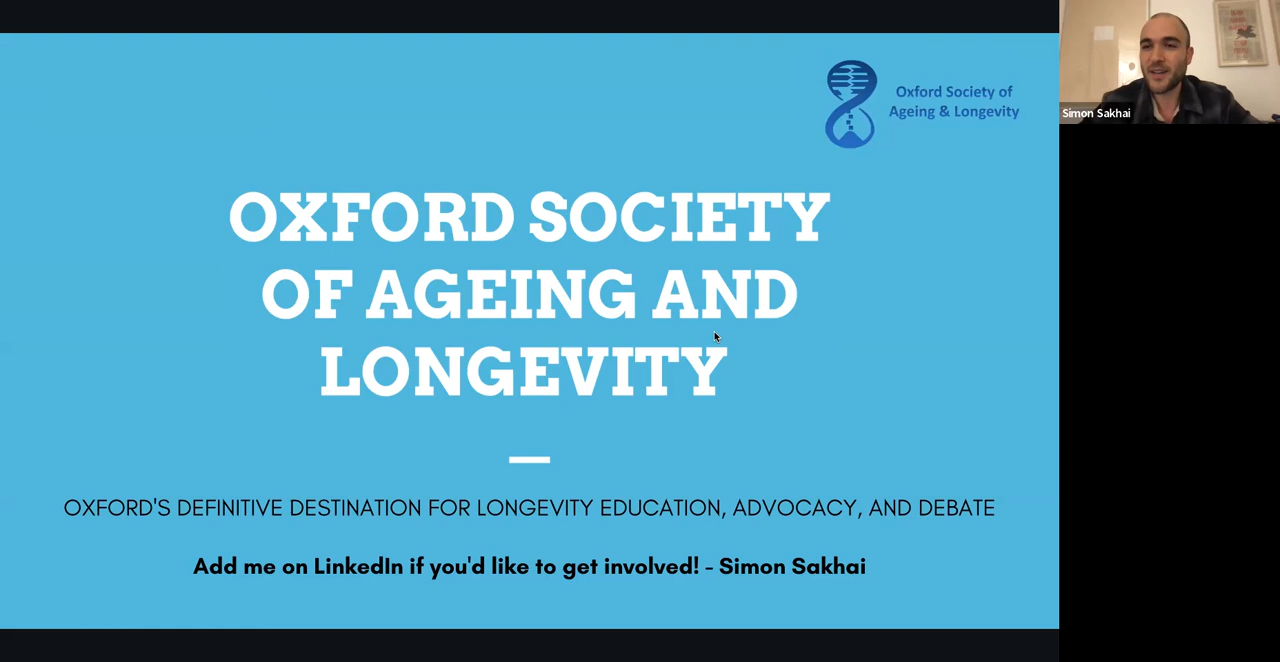 Oxford Society of
Ageing & Longevity
OXFORD SOCIETY
OF AGEING AND
LONGEVITY
OXFORD'S DEFINITIVE DESTINATION FOR LONGEVITY EDUCATION, ADVOCACY, AND DEBATE
Add me on LinkedIn if you'd like to get involved! - Simon Sakhai
Simon Sakhai